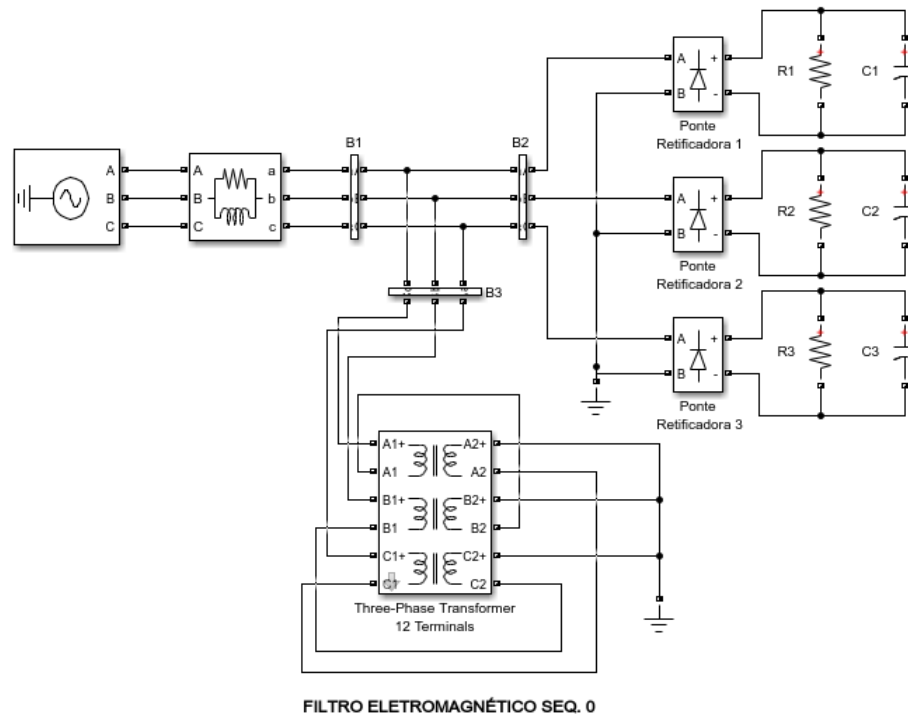 B1
B2
B3
A
B
C
A
B
C
a
b
c
A
B
+
-
Ponte
Retificadora 1
R1
C1
A
B
+
-
Ponte
Retificadora 2
R2
C2
A
B
+
-
Ponte
Retificadora 3
R3
C3
A1+
A1
B1+
B1
C1+
C1
A2+
A2
B2+
B2
C2+
C2
Three-Phase Transformer
12 Terminals
FILTRO ELETROMAGNÉTICO SEQ. 0